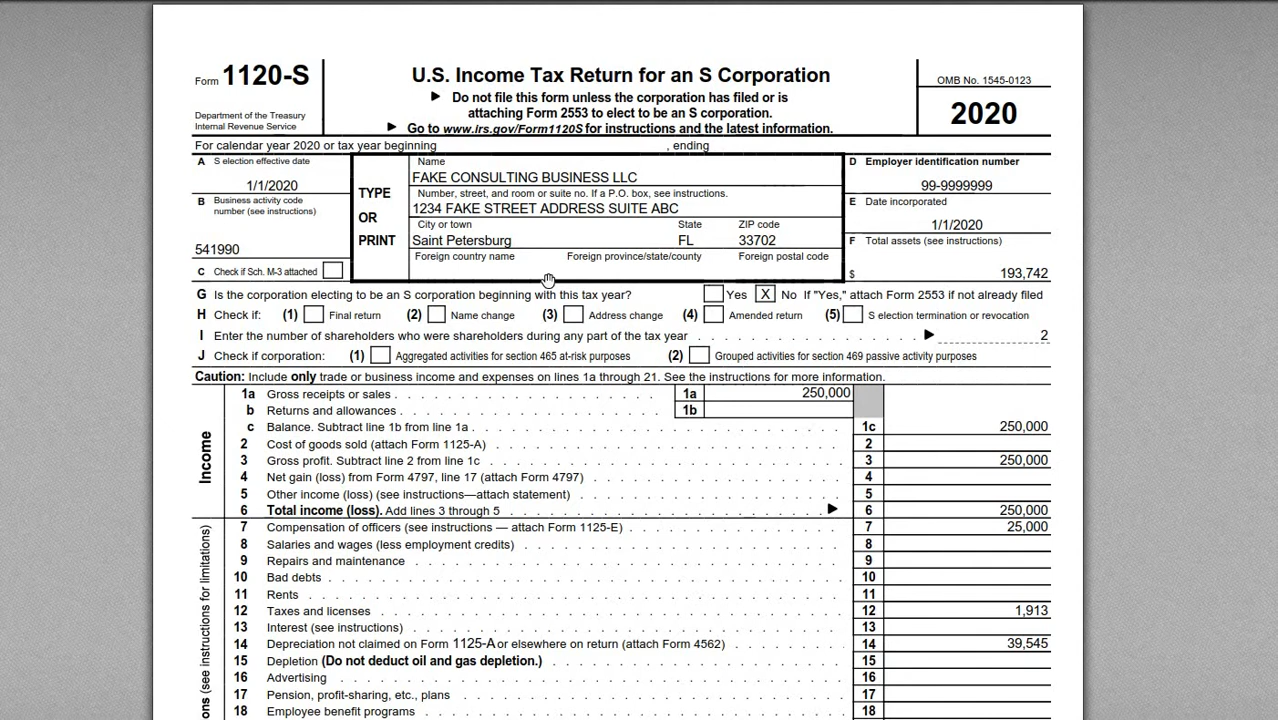 Form 1120-S
Department of the Treasury
Internal Revenue Service
U.S. Income Tax Return for an S Corporation
► Do not file this form unless the corporation has filed or is
attaching Form 2553 to elect to be an S corporation.
► Go to www.irs.gov/Form1120S for instructions and the latest information.
OMB No. 1545-0123
2020
For calendar year 2020 or tax year beginning , ending
A S election effective date
1/1/2020
B Business activity code
number (see instructions)
541990
C Check if Sch. M-3 attached
TYPE
OR
PRINT
Name
FAKE CONSULTING BUSINESS LLC
Number, street, and room or suite no. If a P.O. box, see instructions.
1234 FAKE STREET ADDRESS SUITE ABC
City or town State ZIP code
Saint Petersburg FL 33702
Foreign country name Foreign province/state/county Foreign postal code
D Employer identification number
99-9999999
E Date incorporated
1/1/2020
F Total assets (see instructions)
$ 193,742
G Is the corporation electing to be an S corporation beginning with this tax year? Yes X No If "Yes," attach Form 2553 if not already filed
H Check if: (1) Final return (2) Name change (3) Address change (4) Amended return (5) S election termination or revocation
I Enter the number of shareholders who were shareholders during any part of the tax year . . . . . . . . . . ► 2
J Check if corporation: (1) Aggregated activities for section 465 at-risk purposes (2) Grouped activities for section 469 passive activity purposes
Caution: Include only trade or business income and expenses on lines 1a through 21. See the instructions for more information.
Income
1a Gross receipts or sales . . . . . . . . . . 1a 250,000
b Returns and allowances . . . . . . . . . . 1b
c Balance. Subtract line 1b from line 1a . . . . . . . . . . 1c 250,000
2 Cost of goods sold (attach Form 1125-A) . . . . . . . . . . 2
3 Gross profit. Subtract line 2 from line 1c . . . . . . . . . . 3 250,000
4 Net gain (loss) from Form 4797, line 17 (attach Form 4797) . . . . . . . . . . 4
5 Other income (loss) (see instructions—attach statement) . . . . . . . . . . 5
6 Total income (loss). Add lines 3 through 5 . . . . . . . . . . ► 6 250,000
ons (see instructions for limitations)
7 Compensation of officers (see instructions — attach Form 1125-E) . . . . . . . . . . 7 25,000
8 Salaries and wages (less employment credits) . . . . . . . . . . 8
9 Repairs and maintenance . . . . . . . . . . 9
10 Bad debts . . . . . . . . . . 10
11 Rents . . . . . . . . . . 11
12 Taxes and licenses . . . . . . . . . . 12 1,913
13 Interest (see instructions) . . . . . . . . . . 13
14 Depreciation not claimed on Form 1125-A or elsewhere on return (attach Form 4562) . . . . . . . 14 39,545
15 Depletion (Do not deduct oil and gas depletion.) . . . . . . . . . . 15
16 Advertising . . . . . . . . . . 16
17 Pension, profit-sharing, etc., plans . . . . . . . . . . 17
18 Employee benefit programs . . . . . . . . . . 18